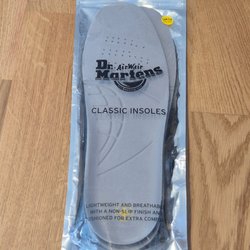 Dr.
AirWair
Martens
CLASSIC INSOLES
LIGHTWEIGHT AND BREATHABLE
WITH A NON-SLIP FINISH AND
CUSHIONED FOR EXTRA COMFORT